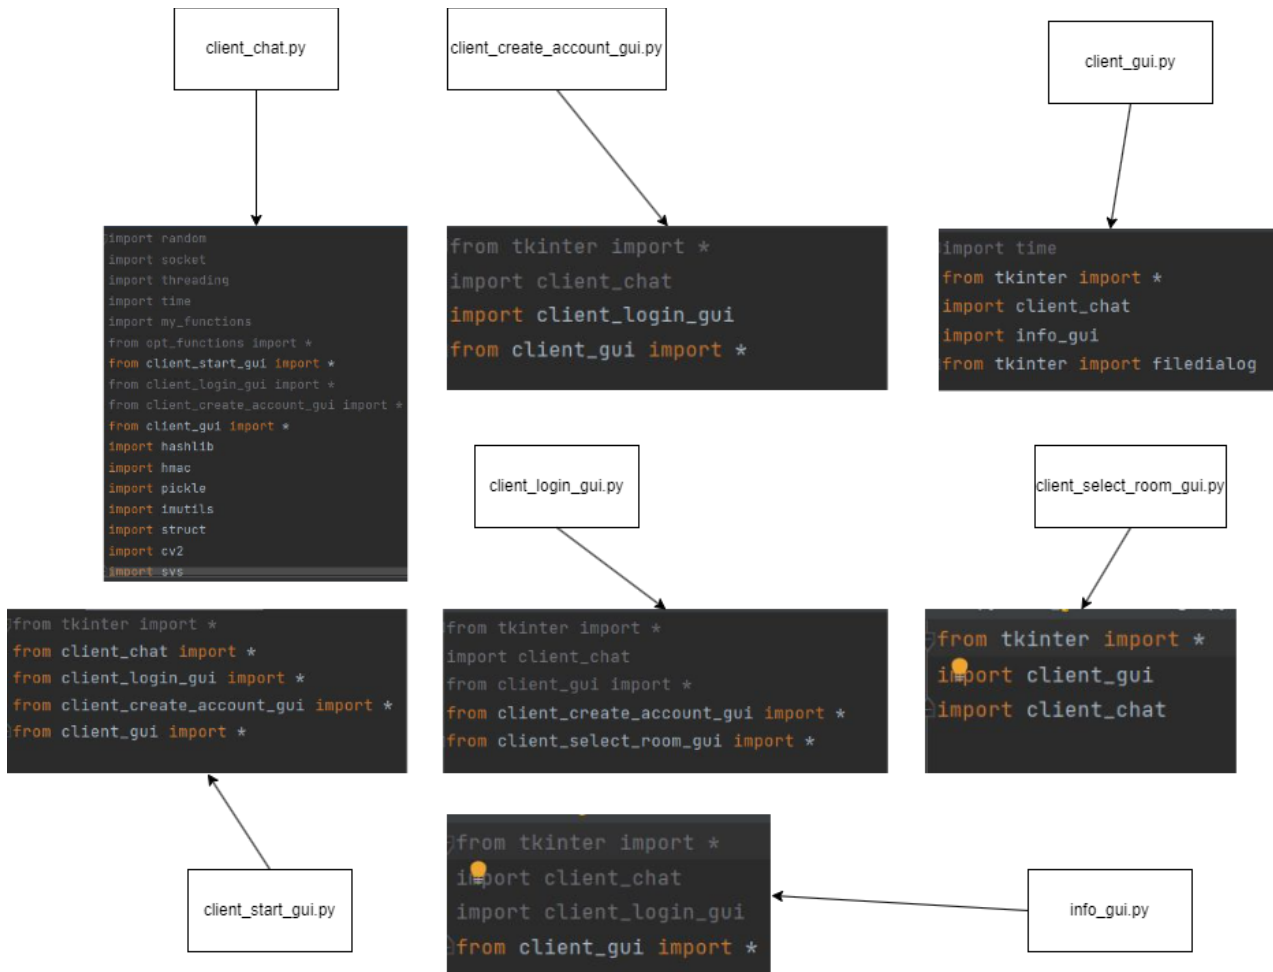 client_chat.py
client_create_account_gui.py
client_gui.py
import random
import socket
import threading
import time
import my_functions
from opt_functions import *
from client_start_gui import *
from client_login_gui import *
from client_create_account_gui import *
from client_gui import *
import hashlib
import hmac
import pickle
import imutils
import struct
import cv2
import sys
from tkinter import *
import client_chat
import client_login_gui
from client_gui import *
import time
from tkinter import *
import client_chat
import info_gui
from tkinter import filedialog
client_login_gui.py
client_select_room_gui.py
from tkinter import *
from client_chat import *
from client_login_gui import *
from client_create_account_gui import *
from client_gui import *
from tkinter import *
import client_chat
from client_gui import *
from client_create_account_gui import *
from client_select_room_gui import *
from tkinter import *
import client_gui
import client_chat
client_start_gui.py
from tkinter import *
import client_chat
import client_login_gui
from client_gui import *
info_gui.py